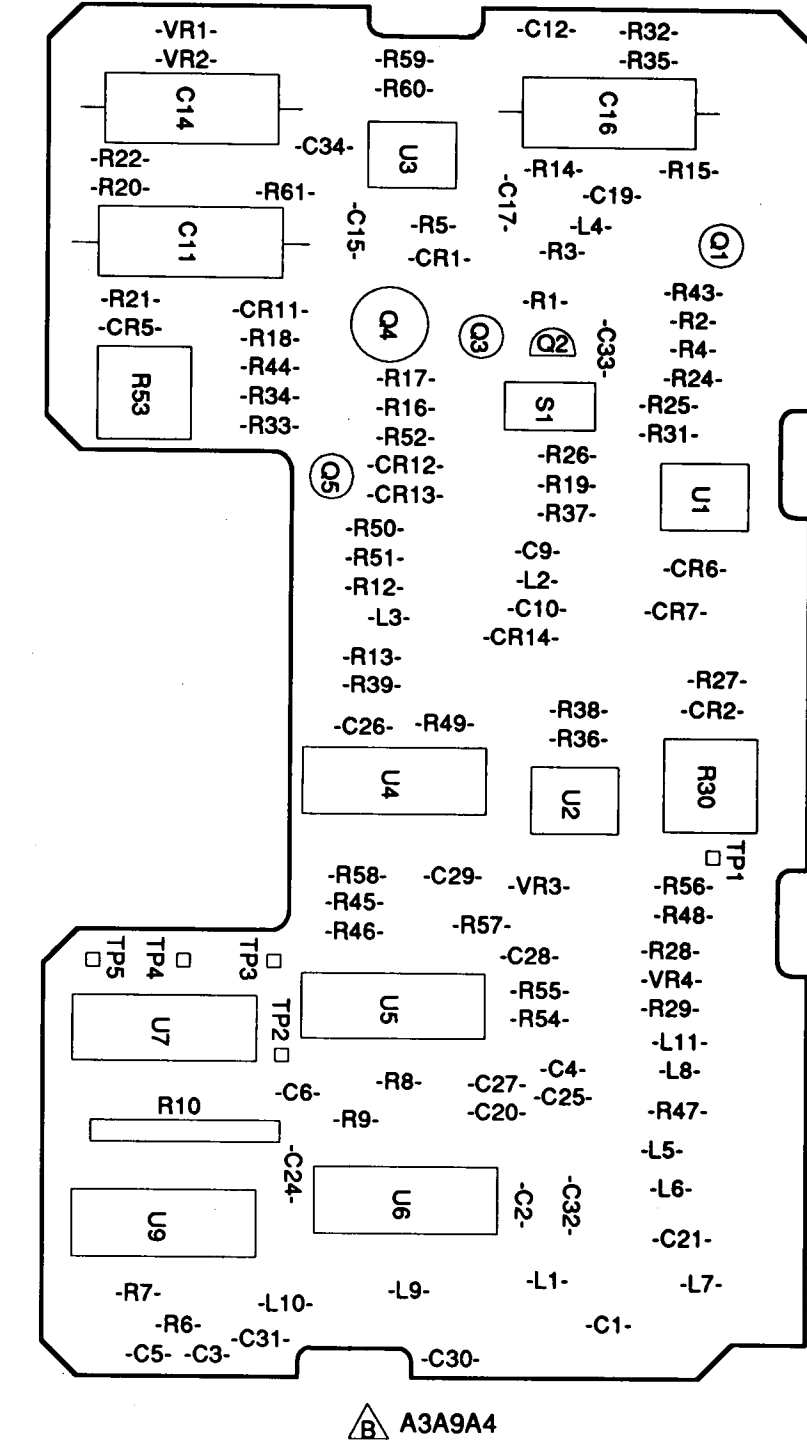 -VR1-
-C12-
-R32-
-VR2-
-R59-
-R35-
-R60-
C14
C16
-C34-
U3
-R22-
-R14-
-R15-
-R20-
-R61-
-C17-
-C19-
C11
-C15-
-R5-
-L4-
-CR1-
-R3-
Q1
-R21-
-CR11-
-R1-
-R43-
-CR5-
-R18-
Q4
Q3
Q2
-C33-
-R2-
-R44-
-R4-
R53
-R34-
-R17-
-R24-
-R33-
-R16-
S1
-R25-
-R52-
-R31-
Q5
-CR12-
-R26-
-CR13-
-R19-
U1
-R50-
-R37-
-R51-
-C9-
-CR6-
-R12-
-L2-
-L3-
-C10-
-CR7-
-CR14-
-R13-
-R39-
-R27-
-C26-
-R49-
-R38-
-CR2-
-R36-
U4
U2
R30
TP1
-R58-
-C29-
-VR3-
-R56-
-R45-
-R46-
-R57-
-R48-
TP5
TP4
TP3
-C28-
-R28-
-VR4-
U7
TP2
U5
-R55-
-R29-
-R54-
-L11-
-C6-
-R8-
-C27-
-C4-
-L8-
R10
-R9-
-C20-
-C25-
-R47-
-C24-
-L5-
U9
U6
-C2-
-C32-
-L6-
-C21-
-R7-
-L10-
-L9-
-L1-
-L7-
-R6-
-C31-
-C1-
-C5-
-C3-
-C30-
B A3A9A4